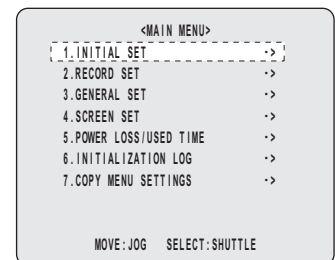 <MAIN MENU>
1.INITIAL SET ->
2.RECORD SET ->
3.GENERAL SET ->
4.SCREEN SET ->
5.POWER LOSS/USED TIME ->
6.INITIALIZATION LOG ->
7.COPY MENU SETTINGS ->
MOVE:JOG SELECT:SHUTTLE